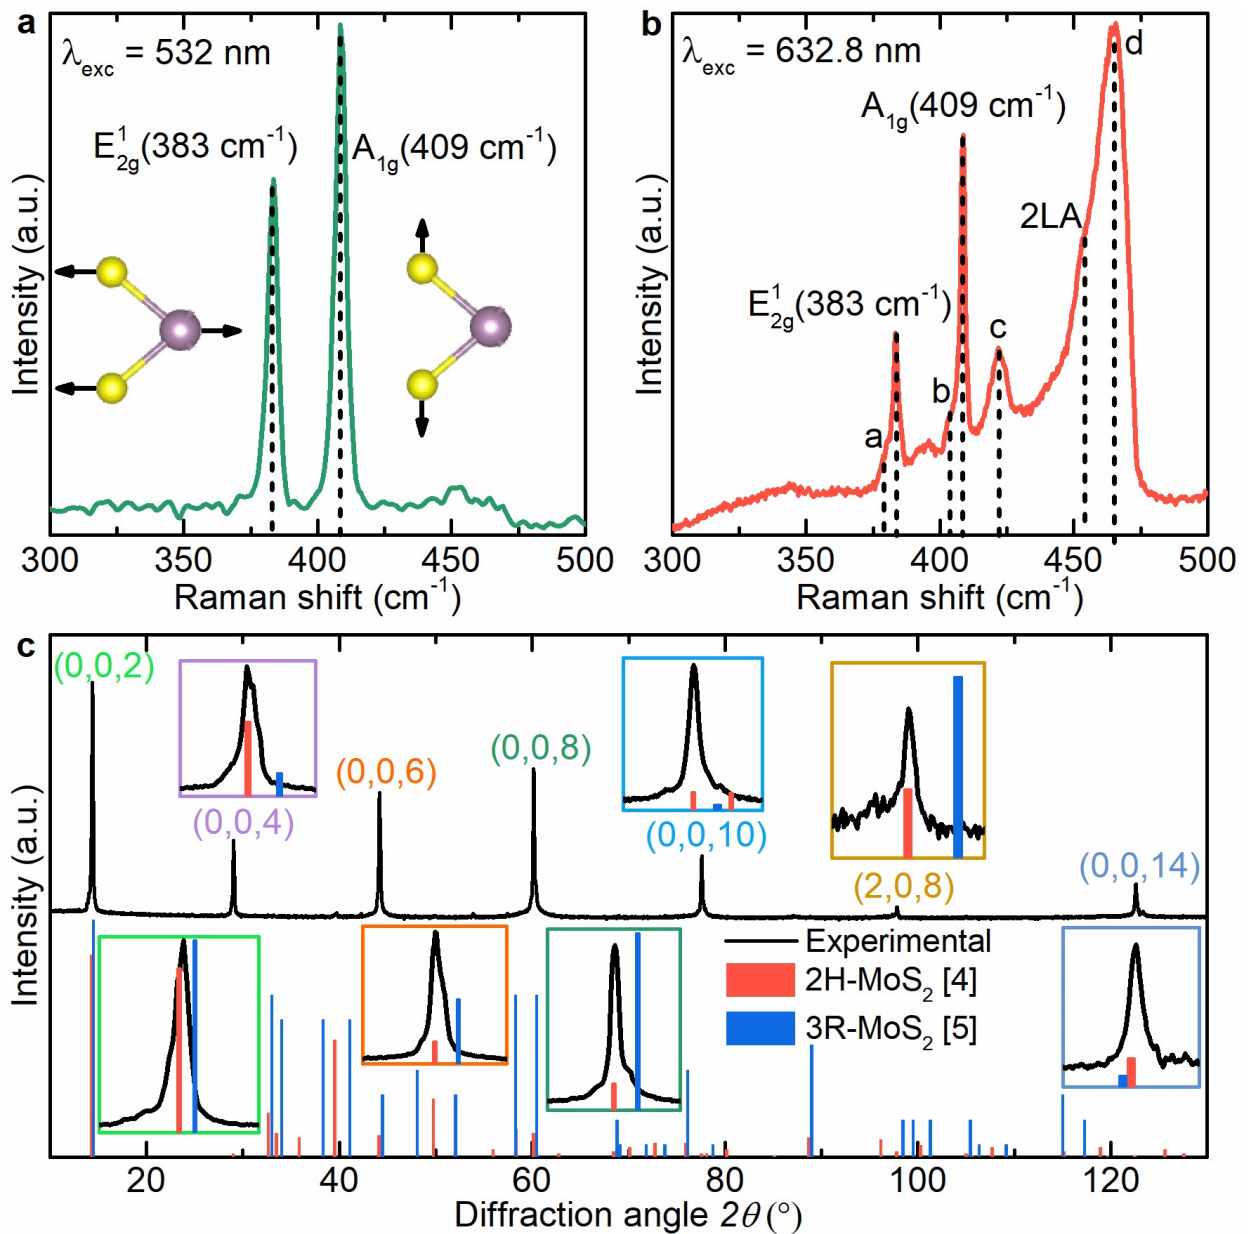 a
λexc = 532 nm
E¹2g(383 cm⁻¹)
A1g(409 cm⁻¹)
Intensity (a.u.)
300 350 400 450 500
Raman shift (cm⁻¹)
b
λexc = 632.8 nm
d
A1g(409 cm⁻¹)
2LA
E¹2g(383 cm⁻¹)
c
b
a
Intensity (a.u.)
300 350 400 450 500
Raman shift (cm⁻¹)
c
(0,0,2)
(0,0,4)
(0,0,6)
(0,0,8)
(0,0,10)
(2,0,8)
(0,0,14)
Experimental
2H-MoS₂ [4]
3R-MoS₂ [5]
Intensity (a.u.)
20 40 60 80 100 120
Diffraction angle 2θ (°)